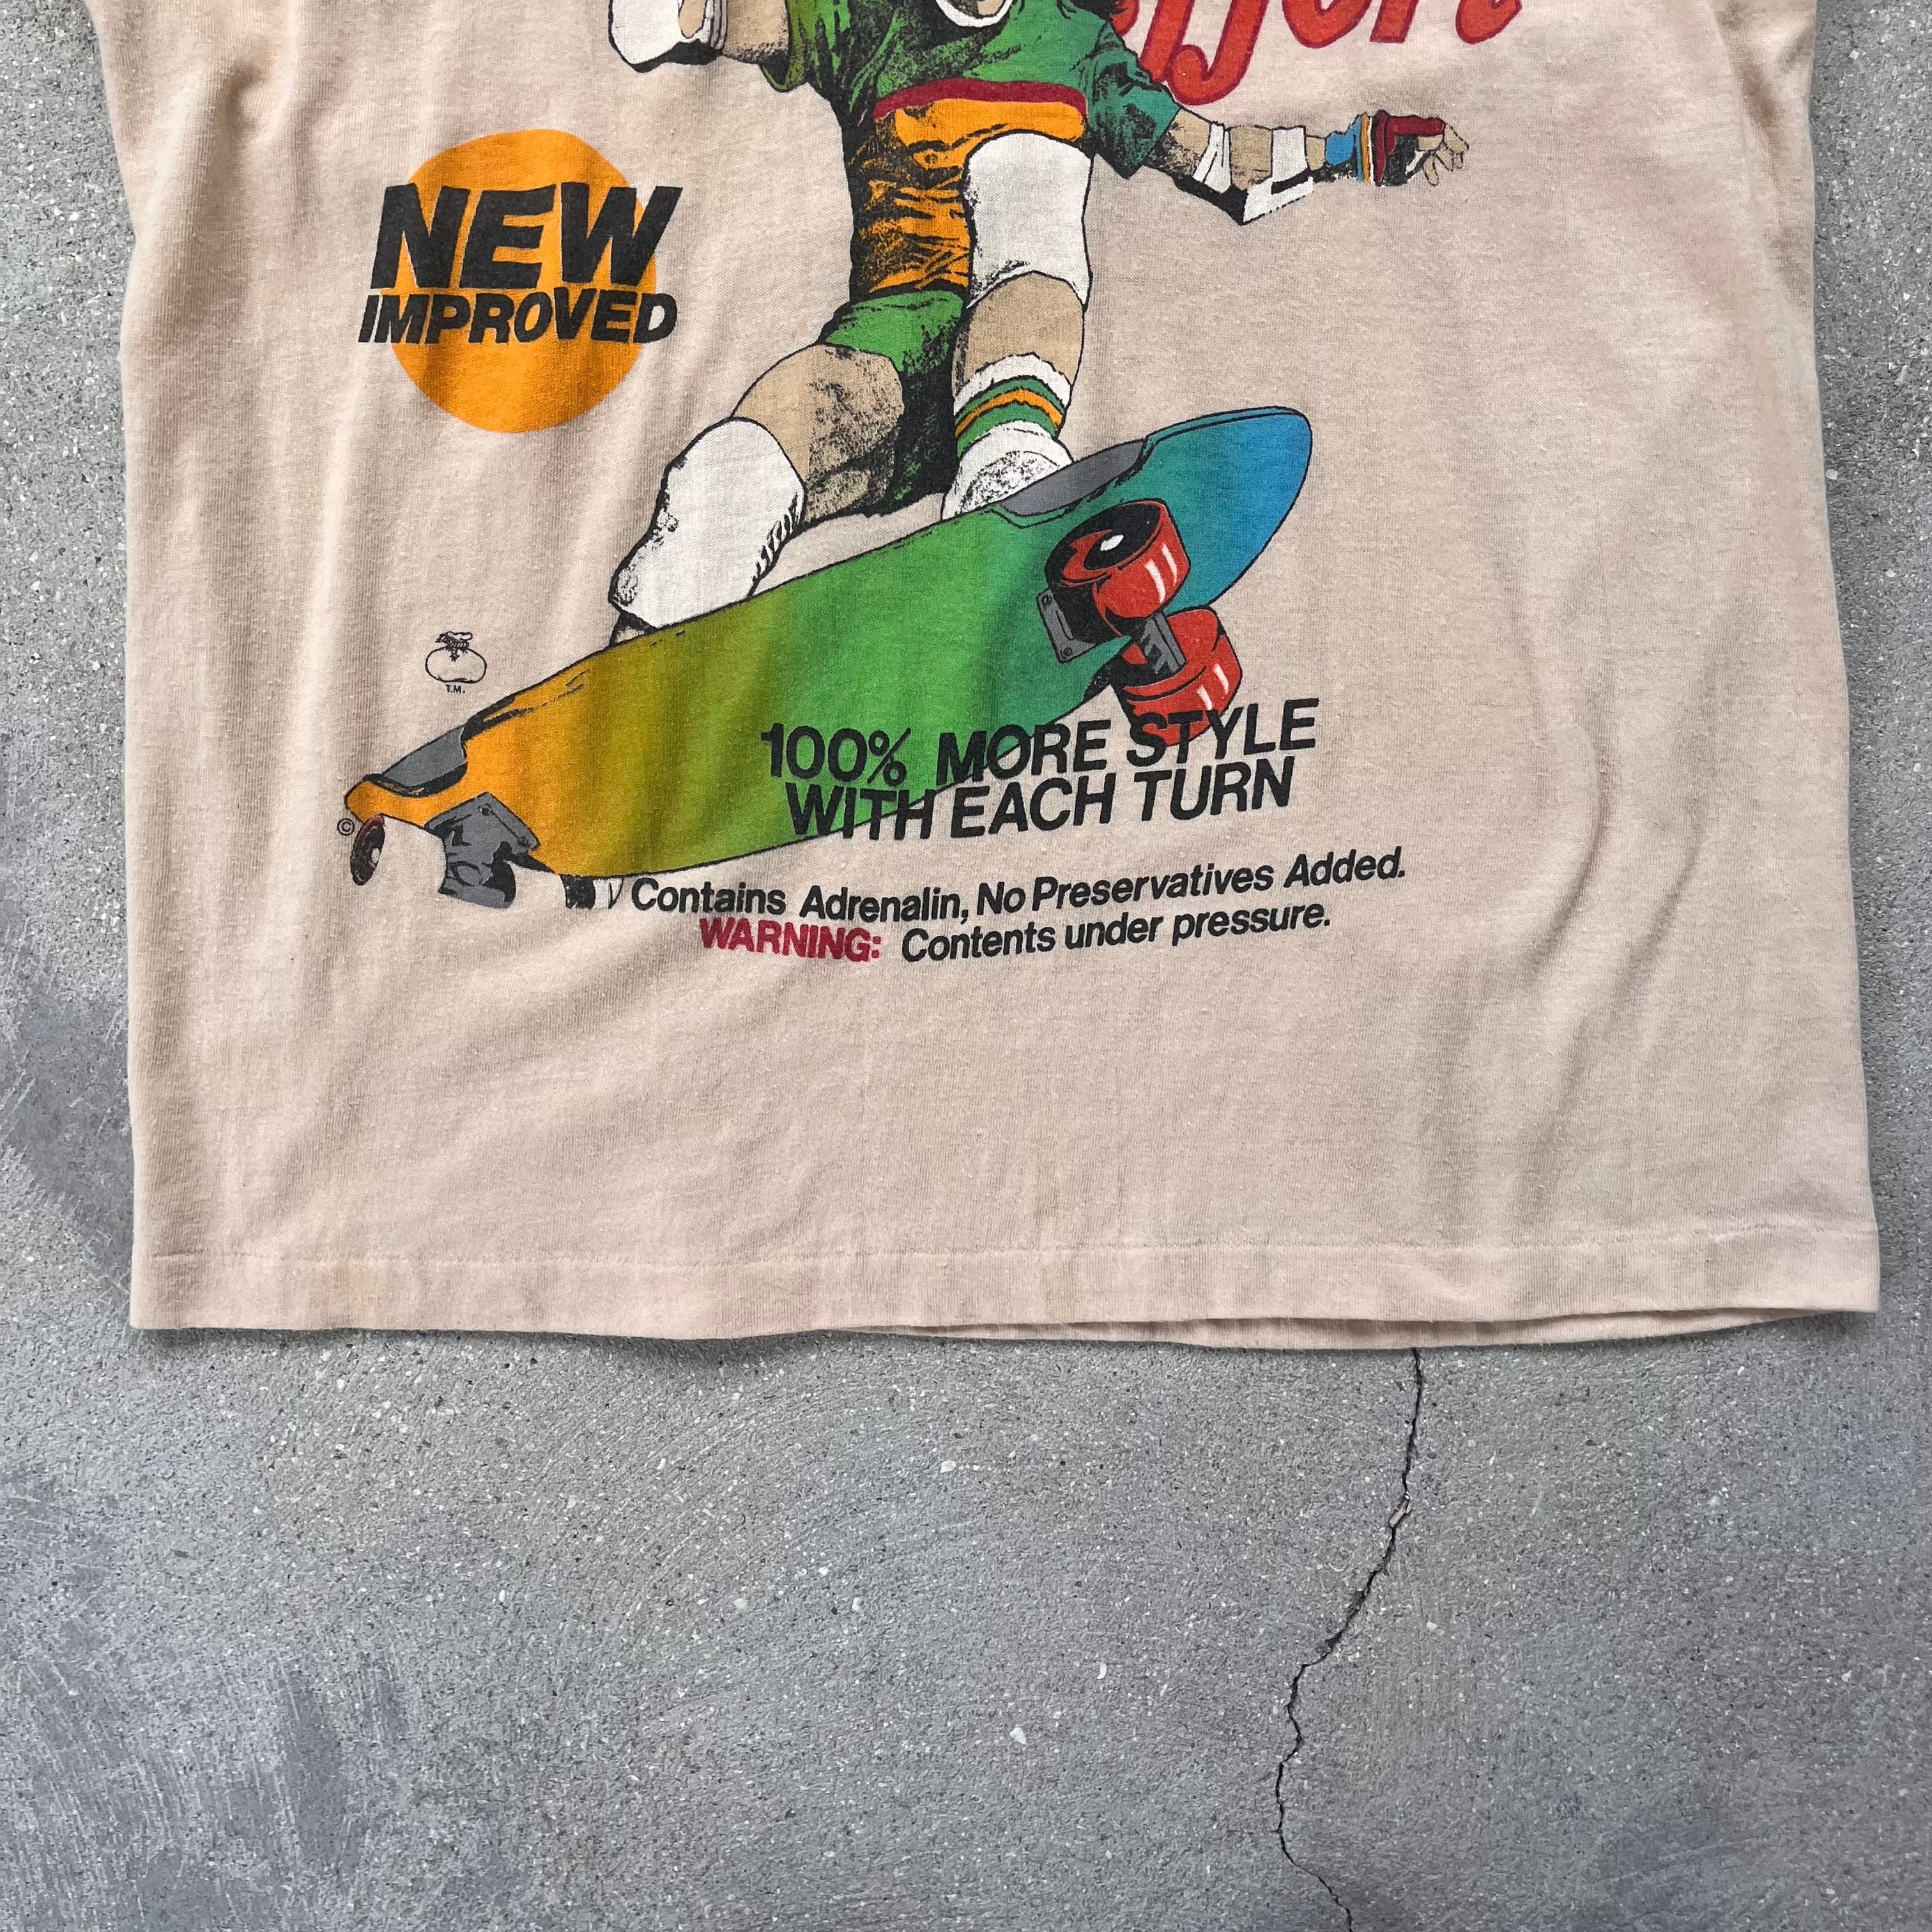 NEW
IMPROVED
T.M.
©
100% MORE STYLE
WITH EACH TURN
Contains Adrenalin, No Preservatives Added.
WARNING: Contents under pressure.